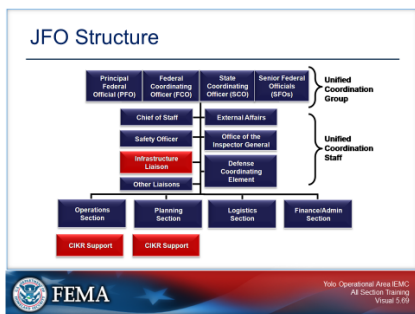 JFO Structure
Principal
Federal
Official (PFO)
Federal
Coordinating
Officer (FCO)
State
Coordinating
Officer (SCO)
Senior Federal
Officials
(SFOs)
Unified
Coordination
Group
Chief of Staff
External Affairs
Safety Officer
Office of the
Inspector General
Infrastructure
Liaison
Defense
Coordinating
Element
Other Liaisons
Unified
Coordination
Staff
Operations
Section
Planning
Section
Logistics
Section
Finance/Admin
Section
CIKR Support
CIKR Support
FEMA
Yolo Operational Area IEMC
All Section Training
Visual 5.69